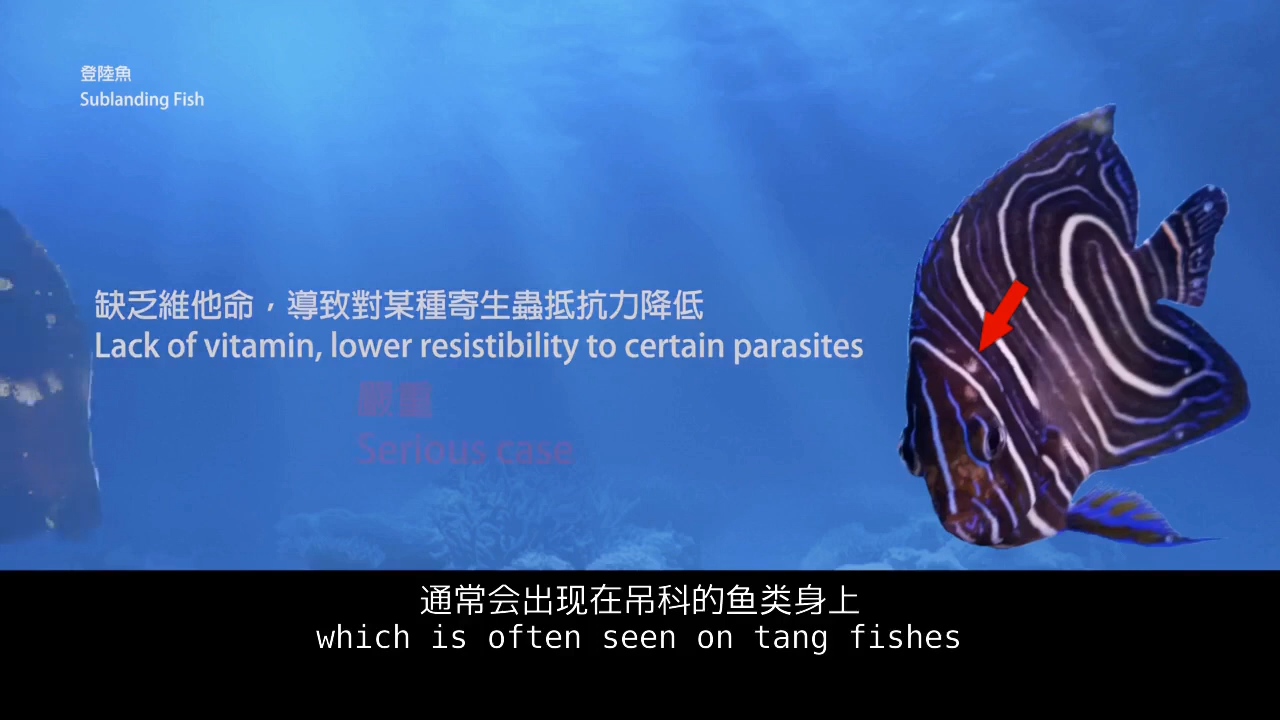 登陸魚
Sublanding Fish
缺乏維他命，導致對某種寄生蟲抵抗力降低
Lack of vitamin, lower resistibility to certain parasites
嚴重
Serious case
通常会出现在吊科的鱼类身上
which is often seen on tang fishes